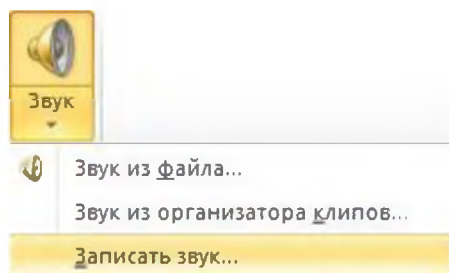 Звук
Звук из файла...
Звук из организатора клипов...
Записать звук...